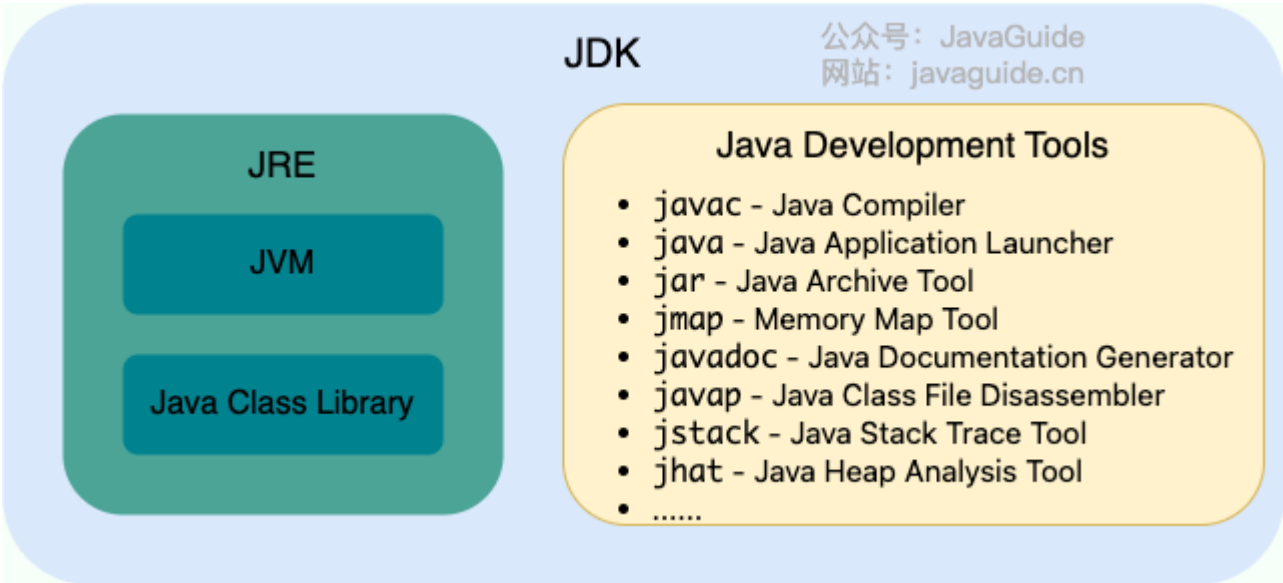 JDK
公众号：JavaGuide
网站：javaguide.cn
JRE
JVM
Java Class Library
Java Development Tools
• javac - Java Compiler
• java - Java Application Launcher
• jar - Java Archive Tool
• jmap - Memory Map Tool
• javadoc - Java Documentation Generator
• javap - Java Class File Disassembler
• jstack - Java Stack Trace Tool
• jhat - Java Heap Analysis Tool
• ......